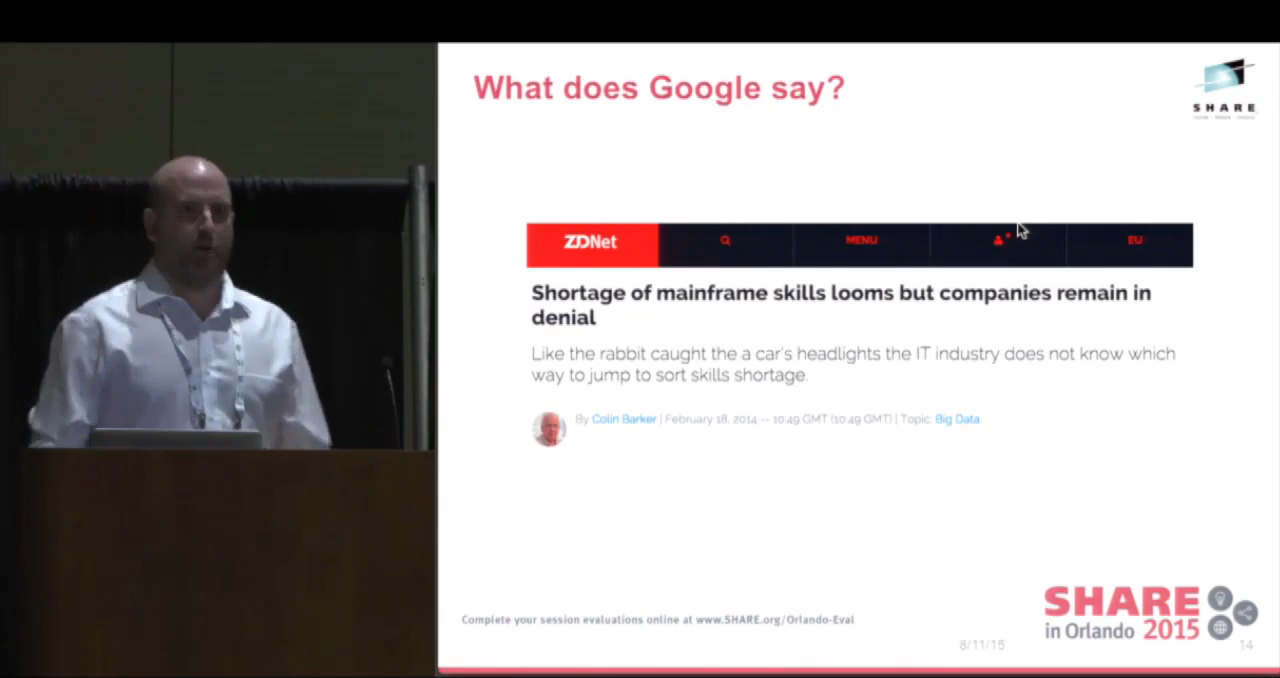 What does Google say?
SHARE
ZDNet
MENU
EU
Shortage of mainframe skills looms but companies remain in
denial
Like the rabbit caught the a car's headlights the IT industry does not know which
way to jump to sort skills shortage.
By Colin Barker | February 18, 2014 -- 10:49 GMT (10:49 GMT) | Topic: Big Data
Complete your session evaluations online at www.SHARE.org/Orlando-Eval
SHARE
in Orlando 2015
8/11/15
14